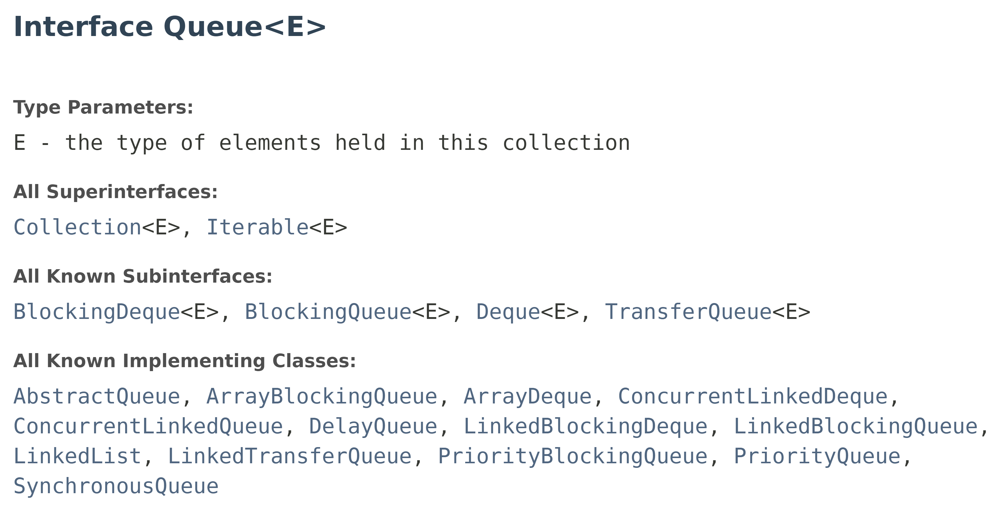 Interface Queue<E>
Type Parameters:
E - the type of elements held in this collection
All Superinterfaces:
Collection<E>, Iterable<E>
All Known Subinterfaces:
BlockingDeque<E>, BlockingQueue<E>, Deque<E>, TransferQueue<E>
All Known Implementing Classes:
AbstractQueue, ArrayBlockingQueue, ArrayDeque, ConcurrentLinkedDeque,
ConcurrentLinkedQueue, DelayQueue, LinkedBlockingDeque, LinkedBlockingQueue,
LinkedList, LinkedTransferQueue, PriorityBlockingQueue, PriorityQueue,
SynchronousQueue